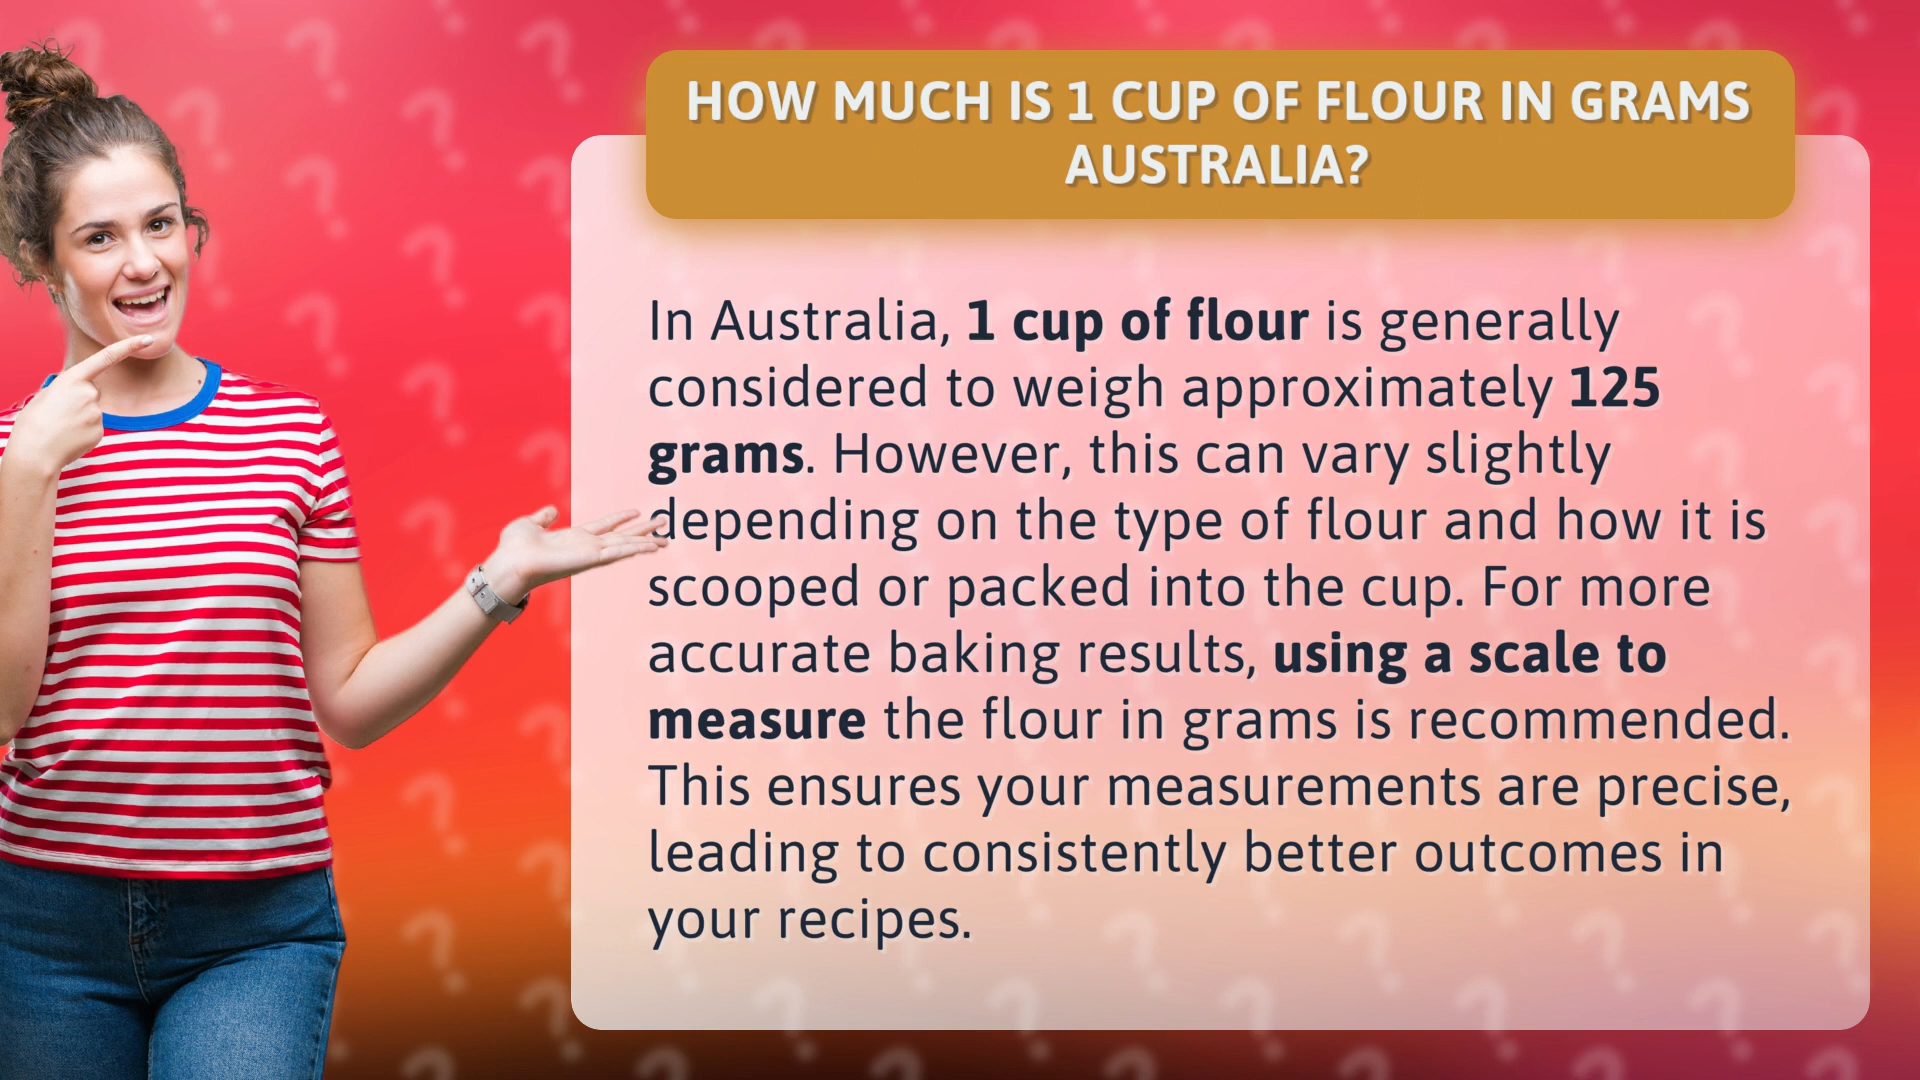 HOW MUCH IS 1 CUP OF FLOUR IN GRAMS
AUSTRALIA?
In Australia, 1 cup of flour is generally
considered to weigh approximately 125
grams. However, this can vary slightly
depending on the type of flour and how it is
scooped or packed into the cup. For more
accurate baking results, using a scale to
measure the flour in grams is recommended.
This ensures your measurements are precise,
leading to consistently better outcomes in
your recipes.